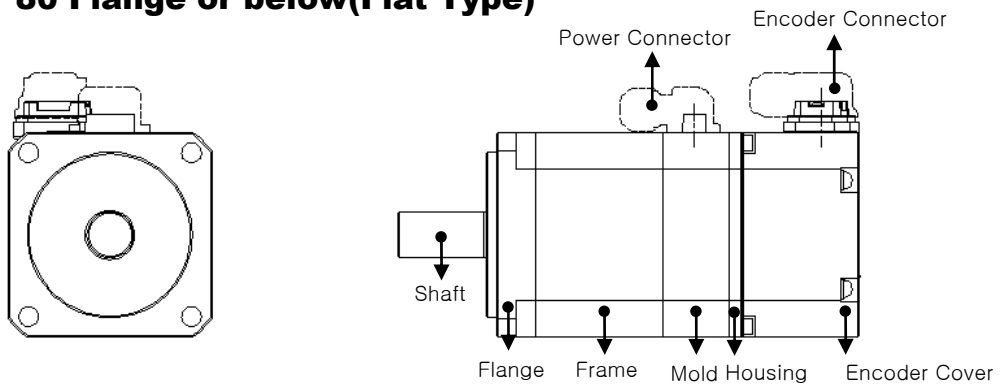 80 Flange or below(Flat Type)
Encoder Connector
Power Connector
Shaft
Flange
Frame
Mold
Housing
Encoder Cover